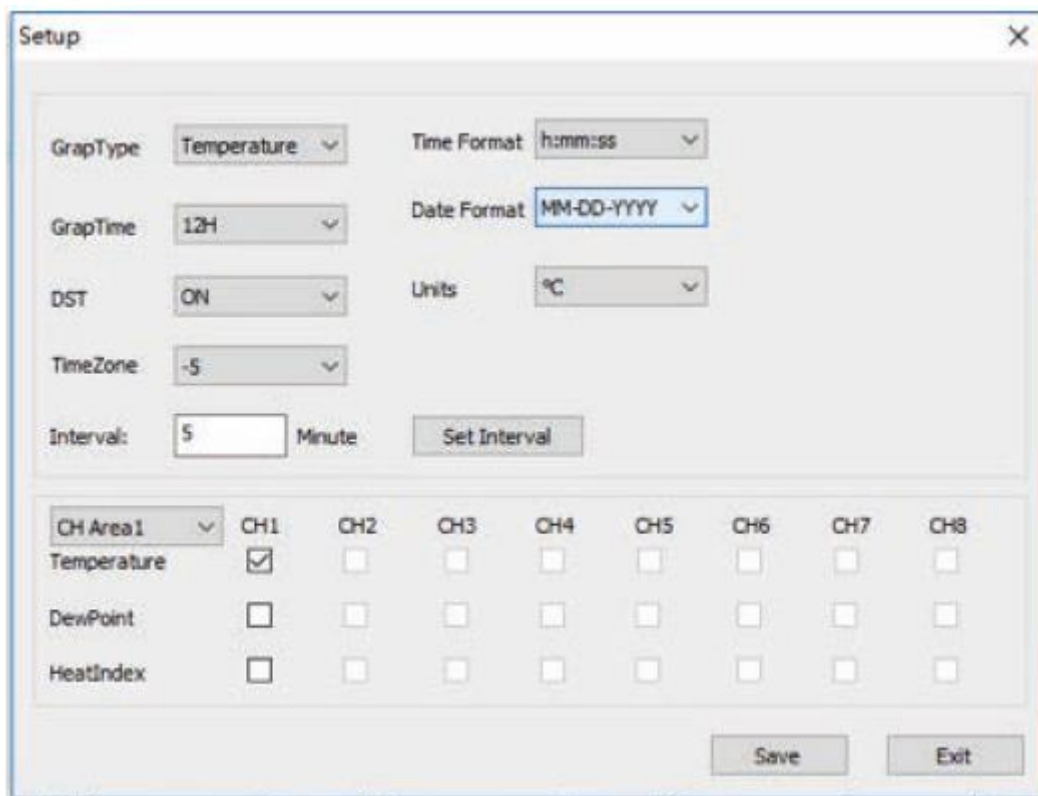 Setup
GrapType Temperature Time Format h:mm:ss
GrapTime 12H Date Format MM-DD-YYYY
DST ON Units ºC
TimeZone -5
Interval: 5 Minute Set Interval
CH Area1 CH1 CH2 CH3 CH4 CH5 CH6 CH7 CH8
Temperature
DewPoint
HeatIndex
Save Exit